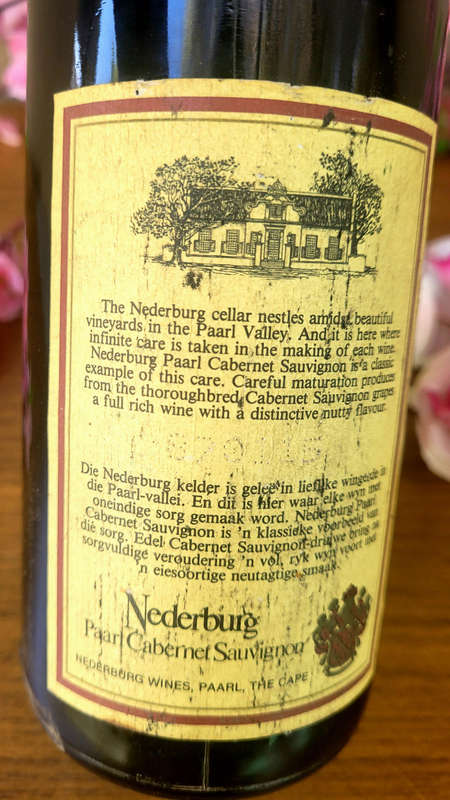 The Nederburg cellar nestles amidst beautiful
vineyards in the Paarl Valley. And it is here where
infinite care is taken in the making of each wine.
Nederburg Paarl Cabernet Sauvignon is a classic
example of this care. Careful maturation produces
from the thoroughbred Cabernet Sauvignon grapes
a full rich wine with a distinctive nutty flavour.
Die Nederburg kelder is geleë in lieflike wingerde in
die Paarl-vallei. En dit is hier waar elke wyn met
oneindige sorg gemaak word. Nederburg Paarl
Cabernet Sauvignon is 'n klassieke voorbeeld van
dié sorg. Edel Cabernet Sauvignon-druiwe bring na
sorgvuldige veroudering 'n vol, ryk wyn voort met
'n eiesoortige neutagtige smaak.
Nederburg
Paarl Cabernet Sauvignon
NEDERBURG WINES, PAARL, THE CAPE